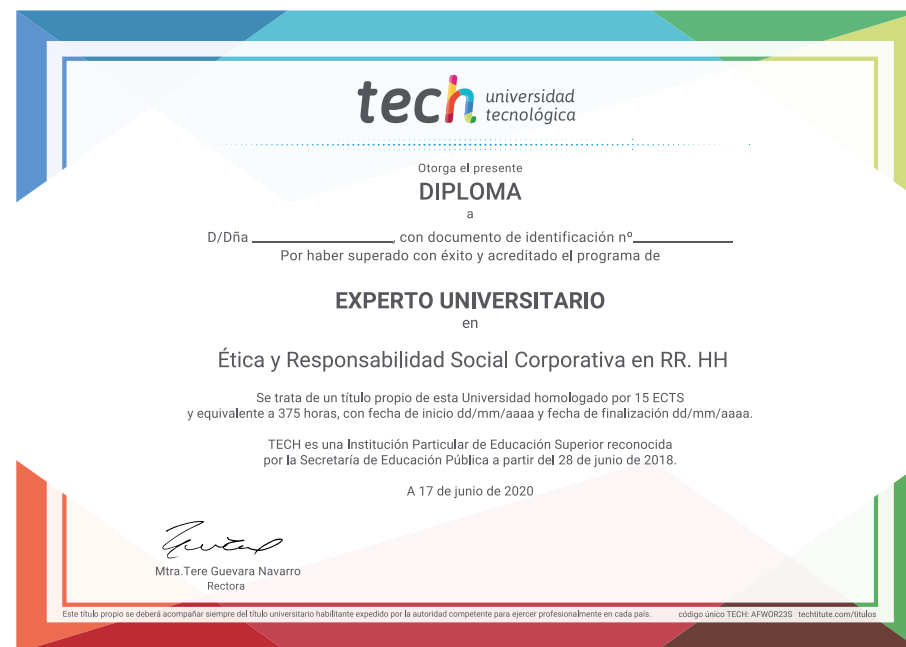 tech universidad
tecnológica
Otorga el presente
DIPLOMA
a
D/Dña ____________, con documento de identificación nº____________
Por haber superado con éxito y acreditado el programa de
EXPERTO UNIVERSITARIO
en
Ética y Responsabilidad Social Corporativa en RR. HH
Se trata de un título propio de esta Universidad homologado por 15 ECTS
y equivalente a 375 horas, con fecha de inicio dd/mm/aaaa y fecha de finalización dd/mm/aaaa.
TECH es una Institución Particular de Educación Superior reconocida
por la Secretaría de Educación Pública a partir del 28 de junio de 2018.
A 17 de junio de 2020
Mtra.Tere Guevara Navarro
Rectora
Este título propio se deberá acompañar siempre del título universitario habilitante expedido por la autoridad competente para ejercer profesionalmente en cada país. código único TECH: AFWOR23S techtitute.com/titulos